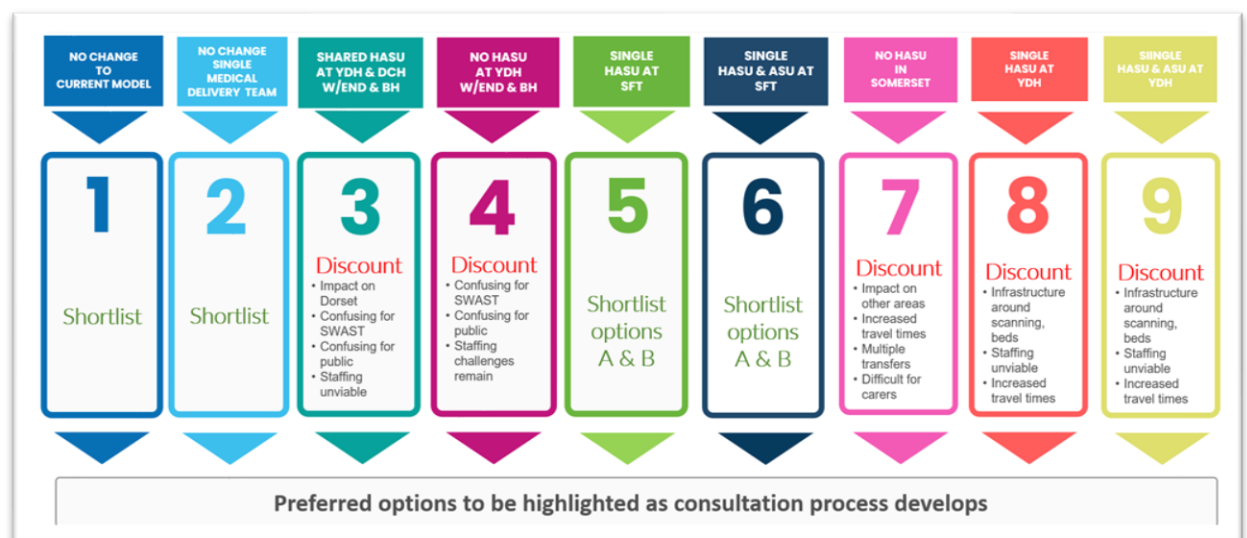 NO CHANGE
TO
CURRENT MODEL
NO CHANGE
SINGLE
MEDICAL
DELIVERY TEAM
SHARED HASU
AT YDH & DCH
W/END & BH
NO HASU
AT YDH
W/END & BH
SINGLE
HASU AT
SFT
SINGLE
HASU & ASU AT
SFT
NO HASU
IN
SOMERSET
SINGLE
HASU AT
YDH
SIINGLE
HASU & ASU AT
YDH
1
Shortlist
2
Shortlist
3
Discount
• Impact on
Dorset
• Confusing for
SWAST
• Confusing for
public
• Staffing
unviable
4
Discount
• Confusing for
SWAST
• Confusing for
public
• Staffing
challenges
remain
5
Shortlist
options
A & B
6
Shortlist
options
A & B
7
Discount
• Impact on
other areas
• Increased
travel times
• Multiple
transfers
• Difficult for
carers
8
Discount
• Infrastructure
around
scanning,
beds
• Staffing
unviable
• Increased
travel times
9
Discount
• Infrastructure
around
scanning,
beds
• Staffing
unviable
• Increased
travel times
Preferred options to be highlighted as consultation process develops